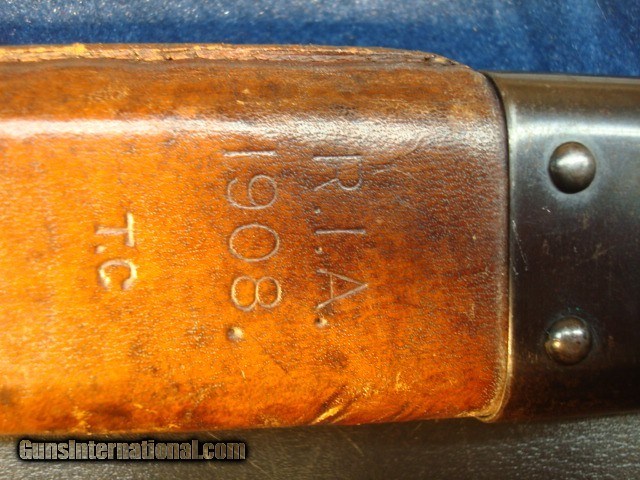 R.I.A.
1908.
T.C
GunsInternational.com